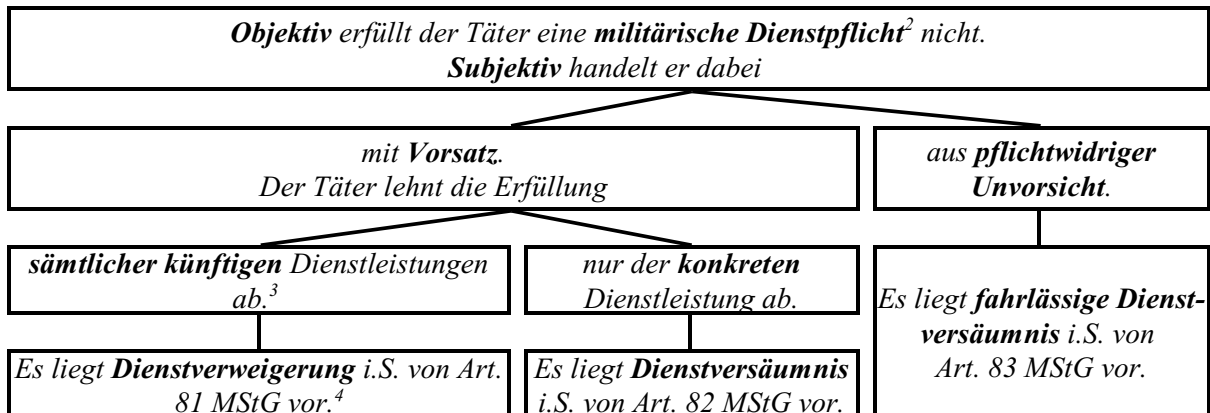 Objektiv erfüllt der Täter eine militärische Dienstpflicht² nicht.
Subjektiv handelt er dabei
mit Vorsatz.
Der Täter lehnt die Erfüllung
aus pflichtwidriger
Unvorsicht.
sämtlicher künftigen Dienstleistungen
ab.³
nur der konkreten
Dienstleistung ab.
Es liegt fahrlässige Dienst-
versäumnis i.S. von
Art. 83 MStG vor.
Es liegt Dienstverweigerung i.S. von Art.
81 MStG vor.⁴
Es liegt Dienstversäumnis
i.S. von Art. 82 MStG vor.